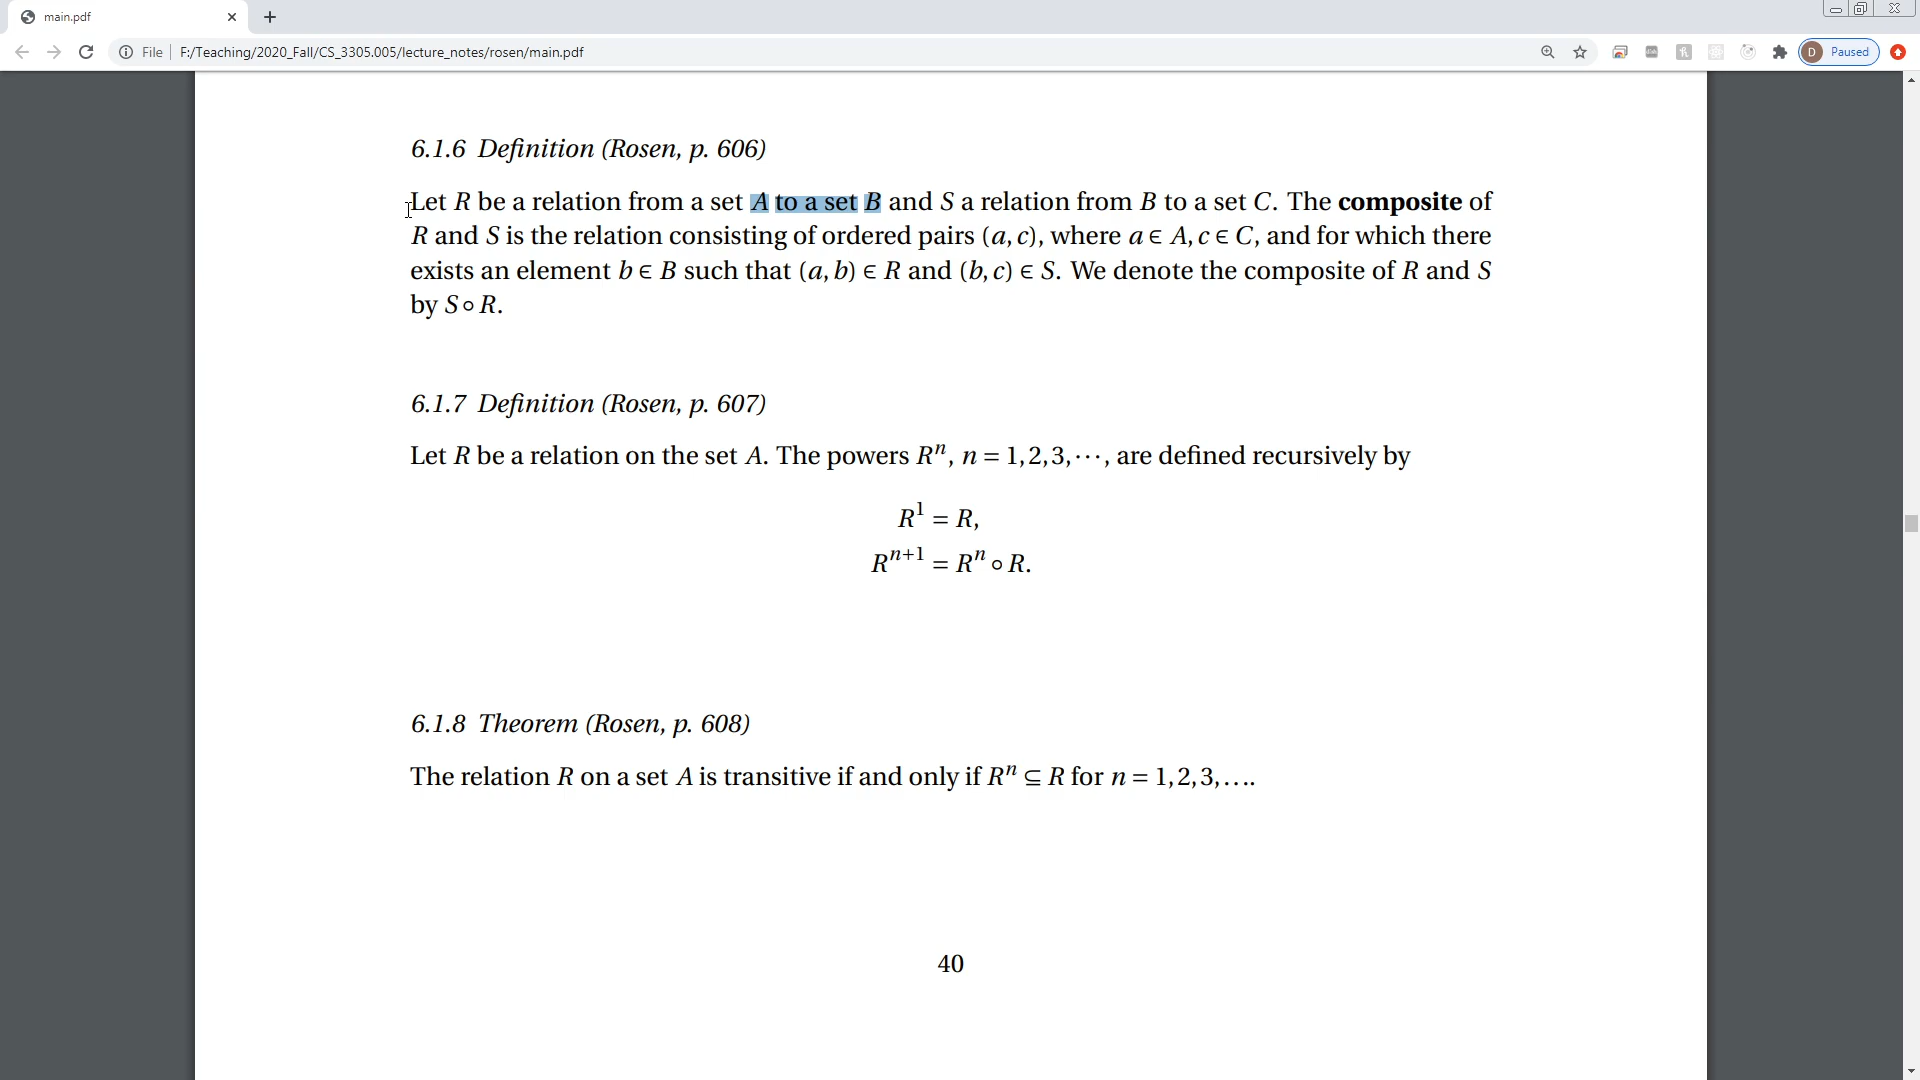 main.pdf
File F:/Teaching/2020_Fall/CS_3305.005/lecture_notes/rosen/main.pdf
D Paused
6.1.6 Definition (Rosen, p. 606)
Let R be a relation from a set A to a set B and S a relation from B to a set C. The composite of
R and S is the relation consisting of ordered pairs (a, c), where a ∈ A, c ∈ C, and for which there
exists an element b ∈ B such that (a, b) ∈ R and (b, c) ∈ S. We denote the composite of R and S
by S ∘ R.
6.1.7 Definition (Rosen, p. 607)
Let R be a relation on the set A. The powers Rⁿ, n = 1, 2, 3, ⋯, are defined recursively by
R¹ = R,
Rⁿ⁺¹ = Rⁿ ∘ R.
6.1.8 Theorem (Rosen, p. 608)
The relation R on a set A is transitive if and only if Rⁿ ⊆ R for n = 1, 2, 3, ....
40